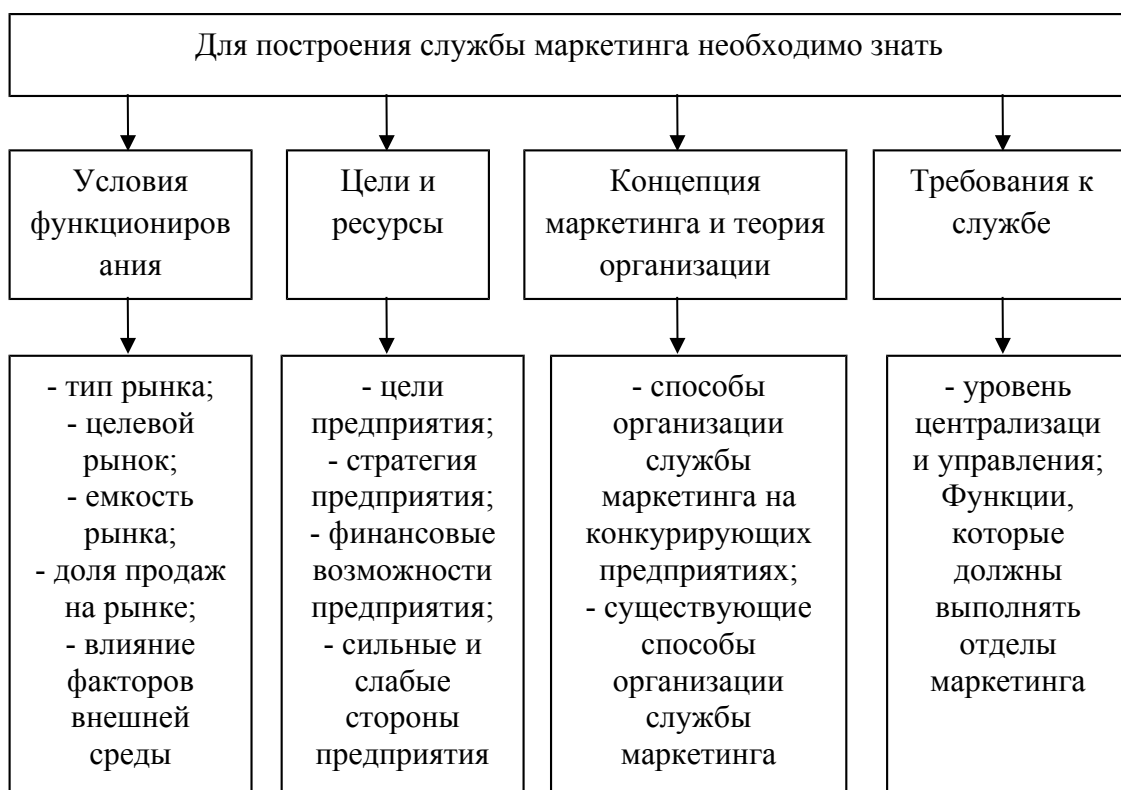 Для построения службы маркетинга необходимо знать
Условия
функциониров
ания
Цели и
ресурсы
Концепция
маркетинга и теория
организации
Требования к
службе
- тип рынка;
- целевой
рынок;
- емкость
рынка;
- доля продаж
на рынке;
- влияние
факторов
внешней
среды
- цели
предприятия;
- стратегия
предприятия;
- финансовые
возможности
предприятия;
- сильные и
слабые
стороны
предприятия
- способы
организации
службы
маркетинга на
конкурирующих
предприятиях;
- существующие
способы
организации
службы
маркетинга
- уровень
централизаци
и управления;
Функции,
которые
должны
выполнять
отделы
маркетинга